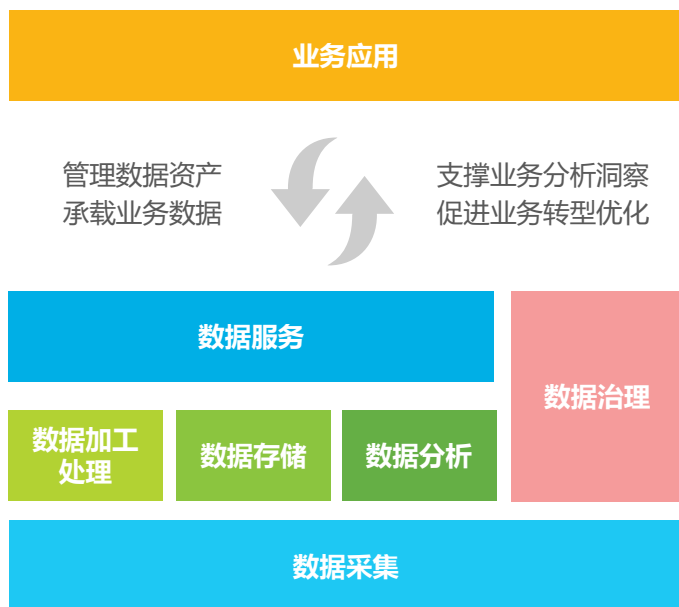 业务应用
管理数据资产
承载业务数据
支撑业务分析洞察
促进业务转型优化
数据服务
数据治理
数据加工
处理
数据存储
数据分析
数据采集